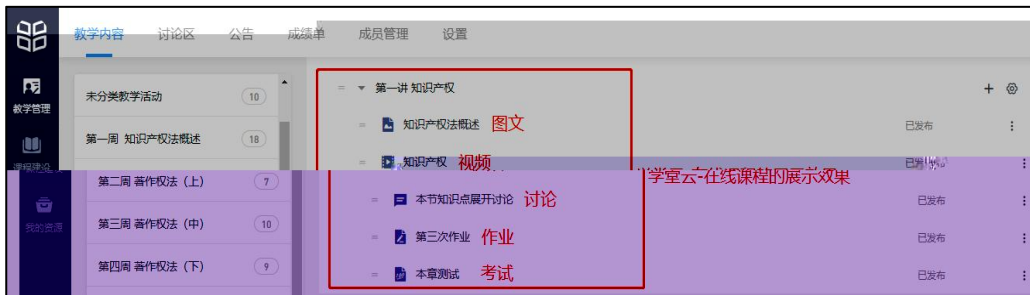 教学内容 讨论区 公告 成绩单 成员管理 设置
教学管理
课程建设
我的资源
未分类教学活动 10
第一周 知识产权法概述 18
第二周 著作权法（上） 7
第三周 著作权法（中） 10
第四周 著作权法（下） 9
第一讲 知识产权
知识产权法概述 图文 已发布
知识产权 视频 已发布
学堂云-在线课程的展示效果
本节知识点展开讨论 讨论 已发布
第三次作业 作业 已发布
本章测试 考试 已发布